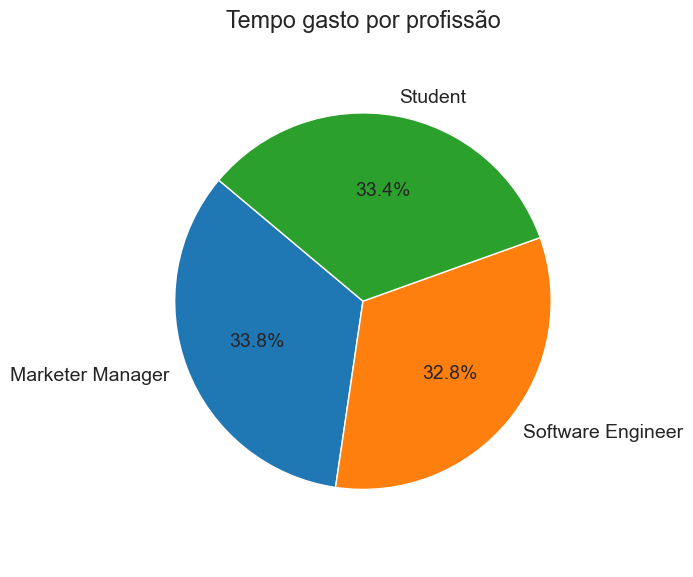 Tempo gasto por profissão
Student
33.4%
33.8%
Marketer Manager
32.8%
Software Engineer